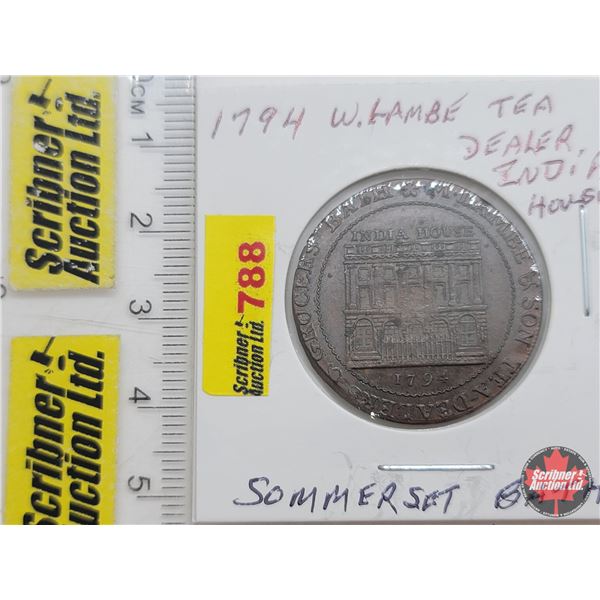 Scribner
Auction Ltd.
Scribner
Auction Ltd.
CM 1
2
3
4
5
788
Scribner
Auction Ltd.
1794 W. LAMBE TEA
DEALER,
INDIA
HOUSE
GROCERS BATH & M. LAMBE & SON TEA-DEALERS
INDIA HOUSE
1794
SOMMERSET
Scribner
Auction Ltd.